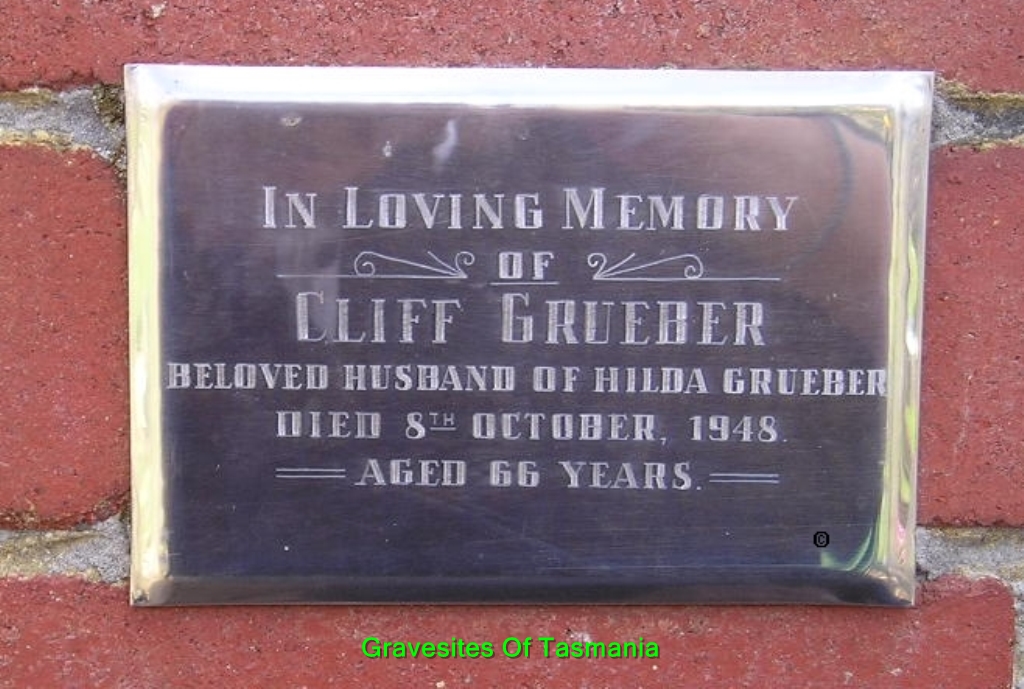 IN LOVING MEMORY
OF
CLIFF GRUEBER
BELOVED HUSBAND OF HILDA GRUEBER
DIED 8TH OCTOBER, 1948.
AGED 66 YEARS.
©
Gravesites Of Tasmania